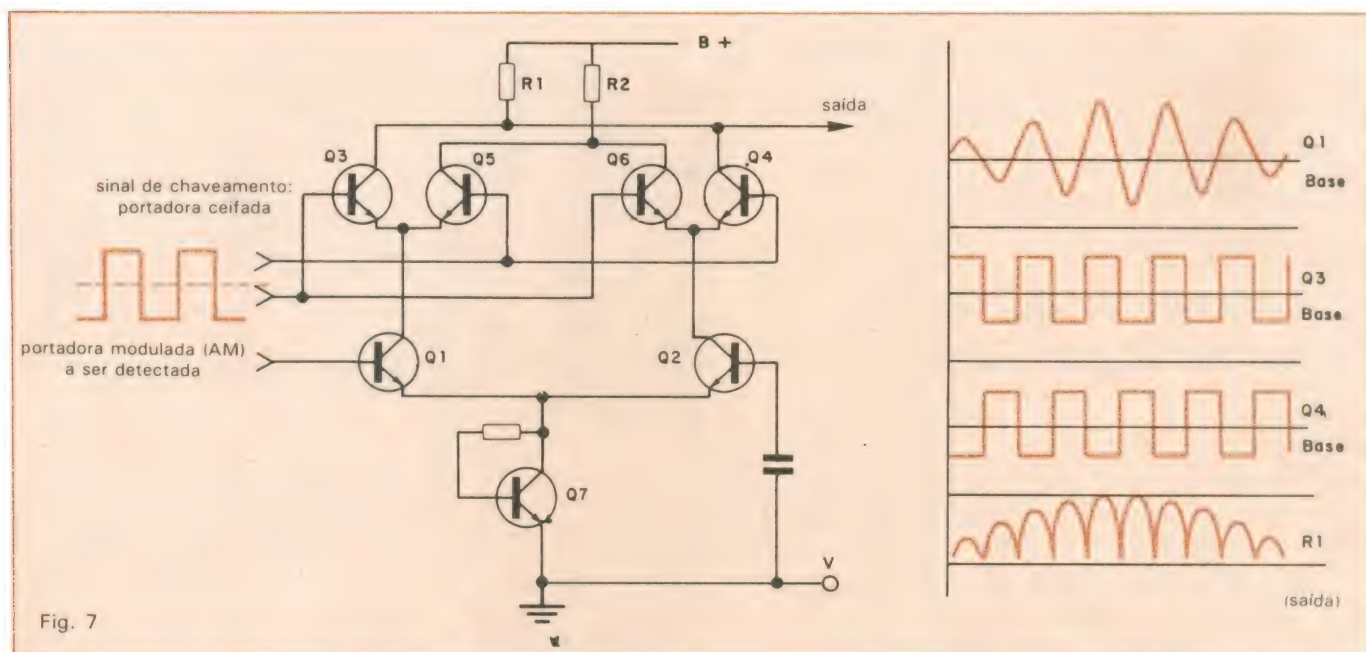 B +
R1
R2
saída
Q3
Q5
Q6
Q4
sinal de chaveamento:
portadora ceifada
portadora modulada (AM)
a ser detectada
Q1
Q2
Q7
V
Fig. 7
Q1
Base
Q3
Base
Q4
Base
R1
(saída)